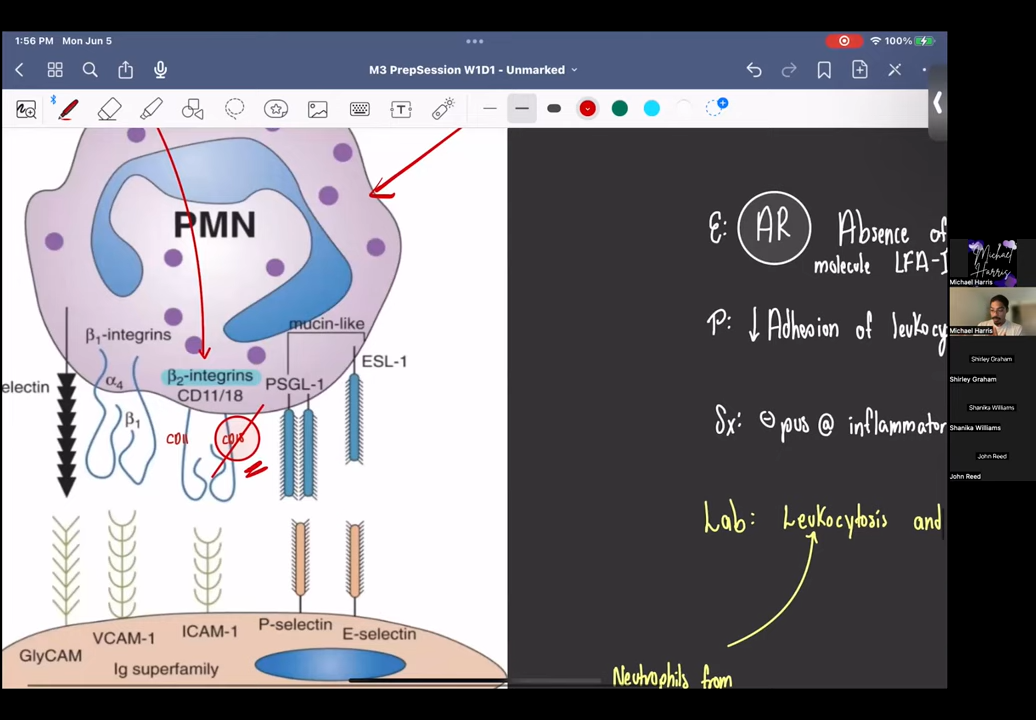 1:56 PM Mon Jun 5
100%
M3 PrepSession W1D1 - Unmarked
PMN
mucin-like
β1-integrins
ESL-1
β2-integrins
PSGL-1
electin
α4
CD11/18
β1
CD11
CD18
P-selectin
ICAM-1
E-selectin
VCAM-1
GlyCAM
Ig superfamily
E: AR Absence of
molecule LFA-1
P: ↓ Adhesion of leukocy
Sx: ⊖ pus @ inflammator
Lab: Leukocytosis and
Neutrophils from
Michael Harris
Michael Harris
Michael Harris
Shirley Graham
Shirley Graham
Shanika Williams
Shanika Williams
John Reed
John Reed